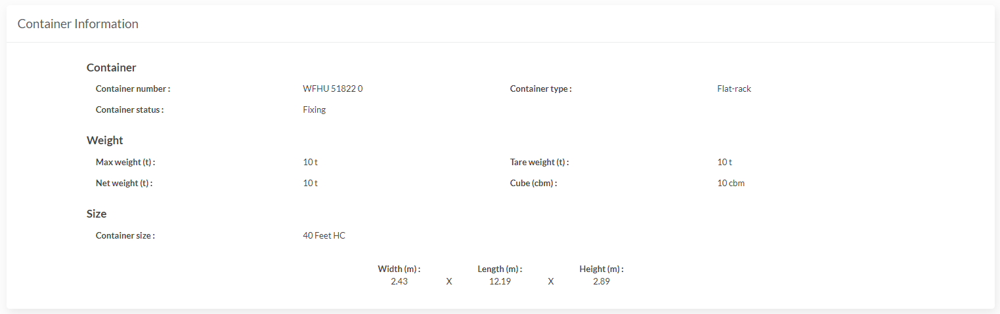 Container Information
Container
Container number : WFHU 51822 0 Container type : Flat-rack
Container status : Fixing
Weight
Max weight (t) : 10 t Tare weight (t) : 10 t
Net weight (t) : 10 t Cube (cbm) : 10 cbm
Size
Container size : 40 Feet HC
Width (m) : Length (m) : Height (m) :
2.43 X 12.19 X 2.89